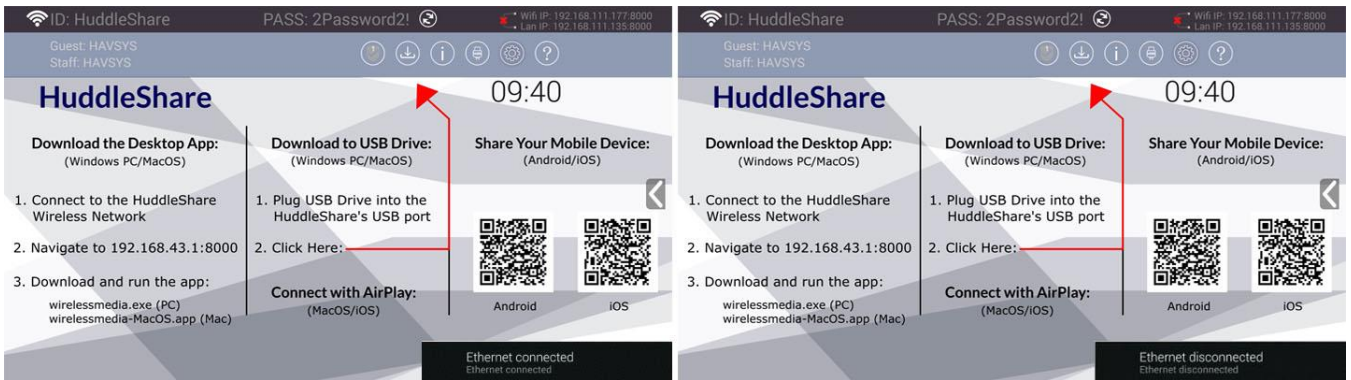 ID: HuddleShare
PASS: 2Password2!
Wifi IP: 192.168.111.177:8000
Lan IP: 192.168.111.135:8000
Guest: HAVSYS
Staff: HAVSYS
HuddleShare
09:40
Download the Desktop App:
(Windows PC/MacOS)
1. Connect to the HuddleShare
Wireless Network
2. Navigate to 192.168.43.1:8000
3. Download and run the app:
wirelessmedia.exe (PC)
wirelessmedia-MacOS.app (Mac)
Download to USB Drive:
(Windows PC/MacOS)
1. Plug USB Drive into the
HuddleShare's USB port
2. Click Here:
Connect with AirPlay:
(MacOS/iOS)
Share Your Mobile Device:
(Android/iOS)
Android
iOS
Ethernet connected
Ethernet connected
ID: HuddleShare
PASS: 2Password2!
Wifi IP: 192.168.111.177:8000
Lan IP: 192.168.111.135:8000
Guest: HAVSYS
Staff: HAVSYS
HuddleShare
09:40
Download the Desktop App:
(Windows PC/MacOS)
1. Connect to the HuddleShare
Wireless Network
2. Navigate to 192.168.43.1:8000
3. Download and run the app:
wirelessmedia.exe (PC)
wirelessmedia-MacOS.app (Mac)
Download to USB Drive:
(Windows PC/MacOS)
1. Plug USB Drive into the
HuddleShare's USB port
2. Click Here:
Connect with AirPlay:
(MacOS/iOS)
Share Your Mobile Device:
(Android/iOS)
Android
iOS
Ethernet disconnected
Ethernet disconnected